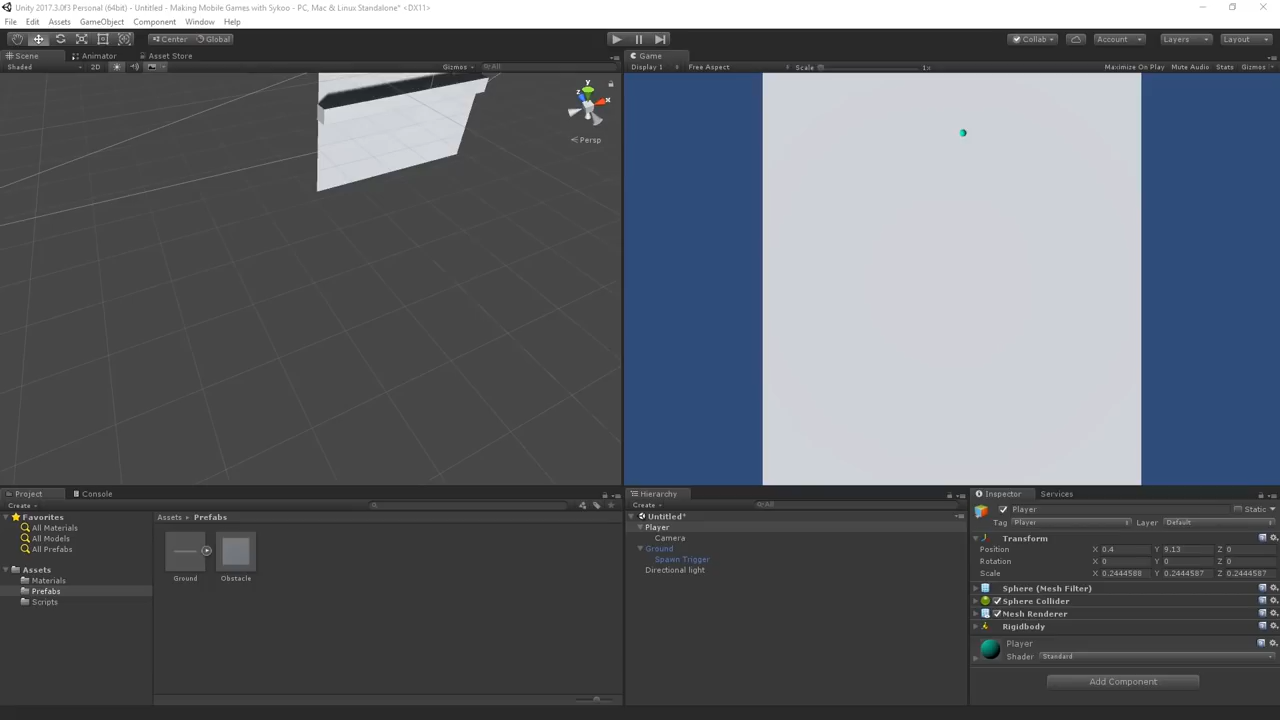 Unity 2017.3.0f3 Personal (64bit) - Untitled - Making Mobile Games with Sykoo - PC, Mac & Linux Standalone* <DX11>
File Edit Assets GameObject Component Window Help
Center Global Collab Account Layers Layout
Scene Animator Asset Store Game
Shaded 2D Gizmos All Display 1 Free Aspect Scale 1x Maximize On Play Mute Audio Stats Gizmos
y
z x
Persp
Project Console Hierarchy Inspector Services
Create Create All Player Static
Favorites Assets Prefabs Untitled* Tag Player Layer Default
All Materials Player
All Models Camera Transform
All Prefabs Ground Position X 0.4 Y 9.13 Z 0
Spawn Trigger Rotation X 0 Y 0 Z 0
Assets Directional light Scale X 0.2444588 Y 0.2444587 Z 0.2444587
Materials Ground Obstacle
Prefabs Sphere (Mesh Filter)
Scripts Sphere Collider
Mesh Renderer
Rigidbody
Player
Shader Standard
Add Component